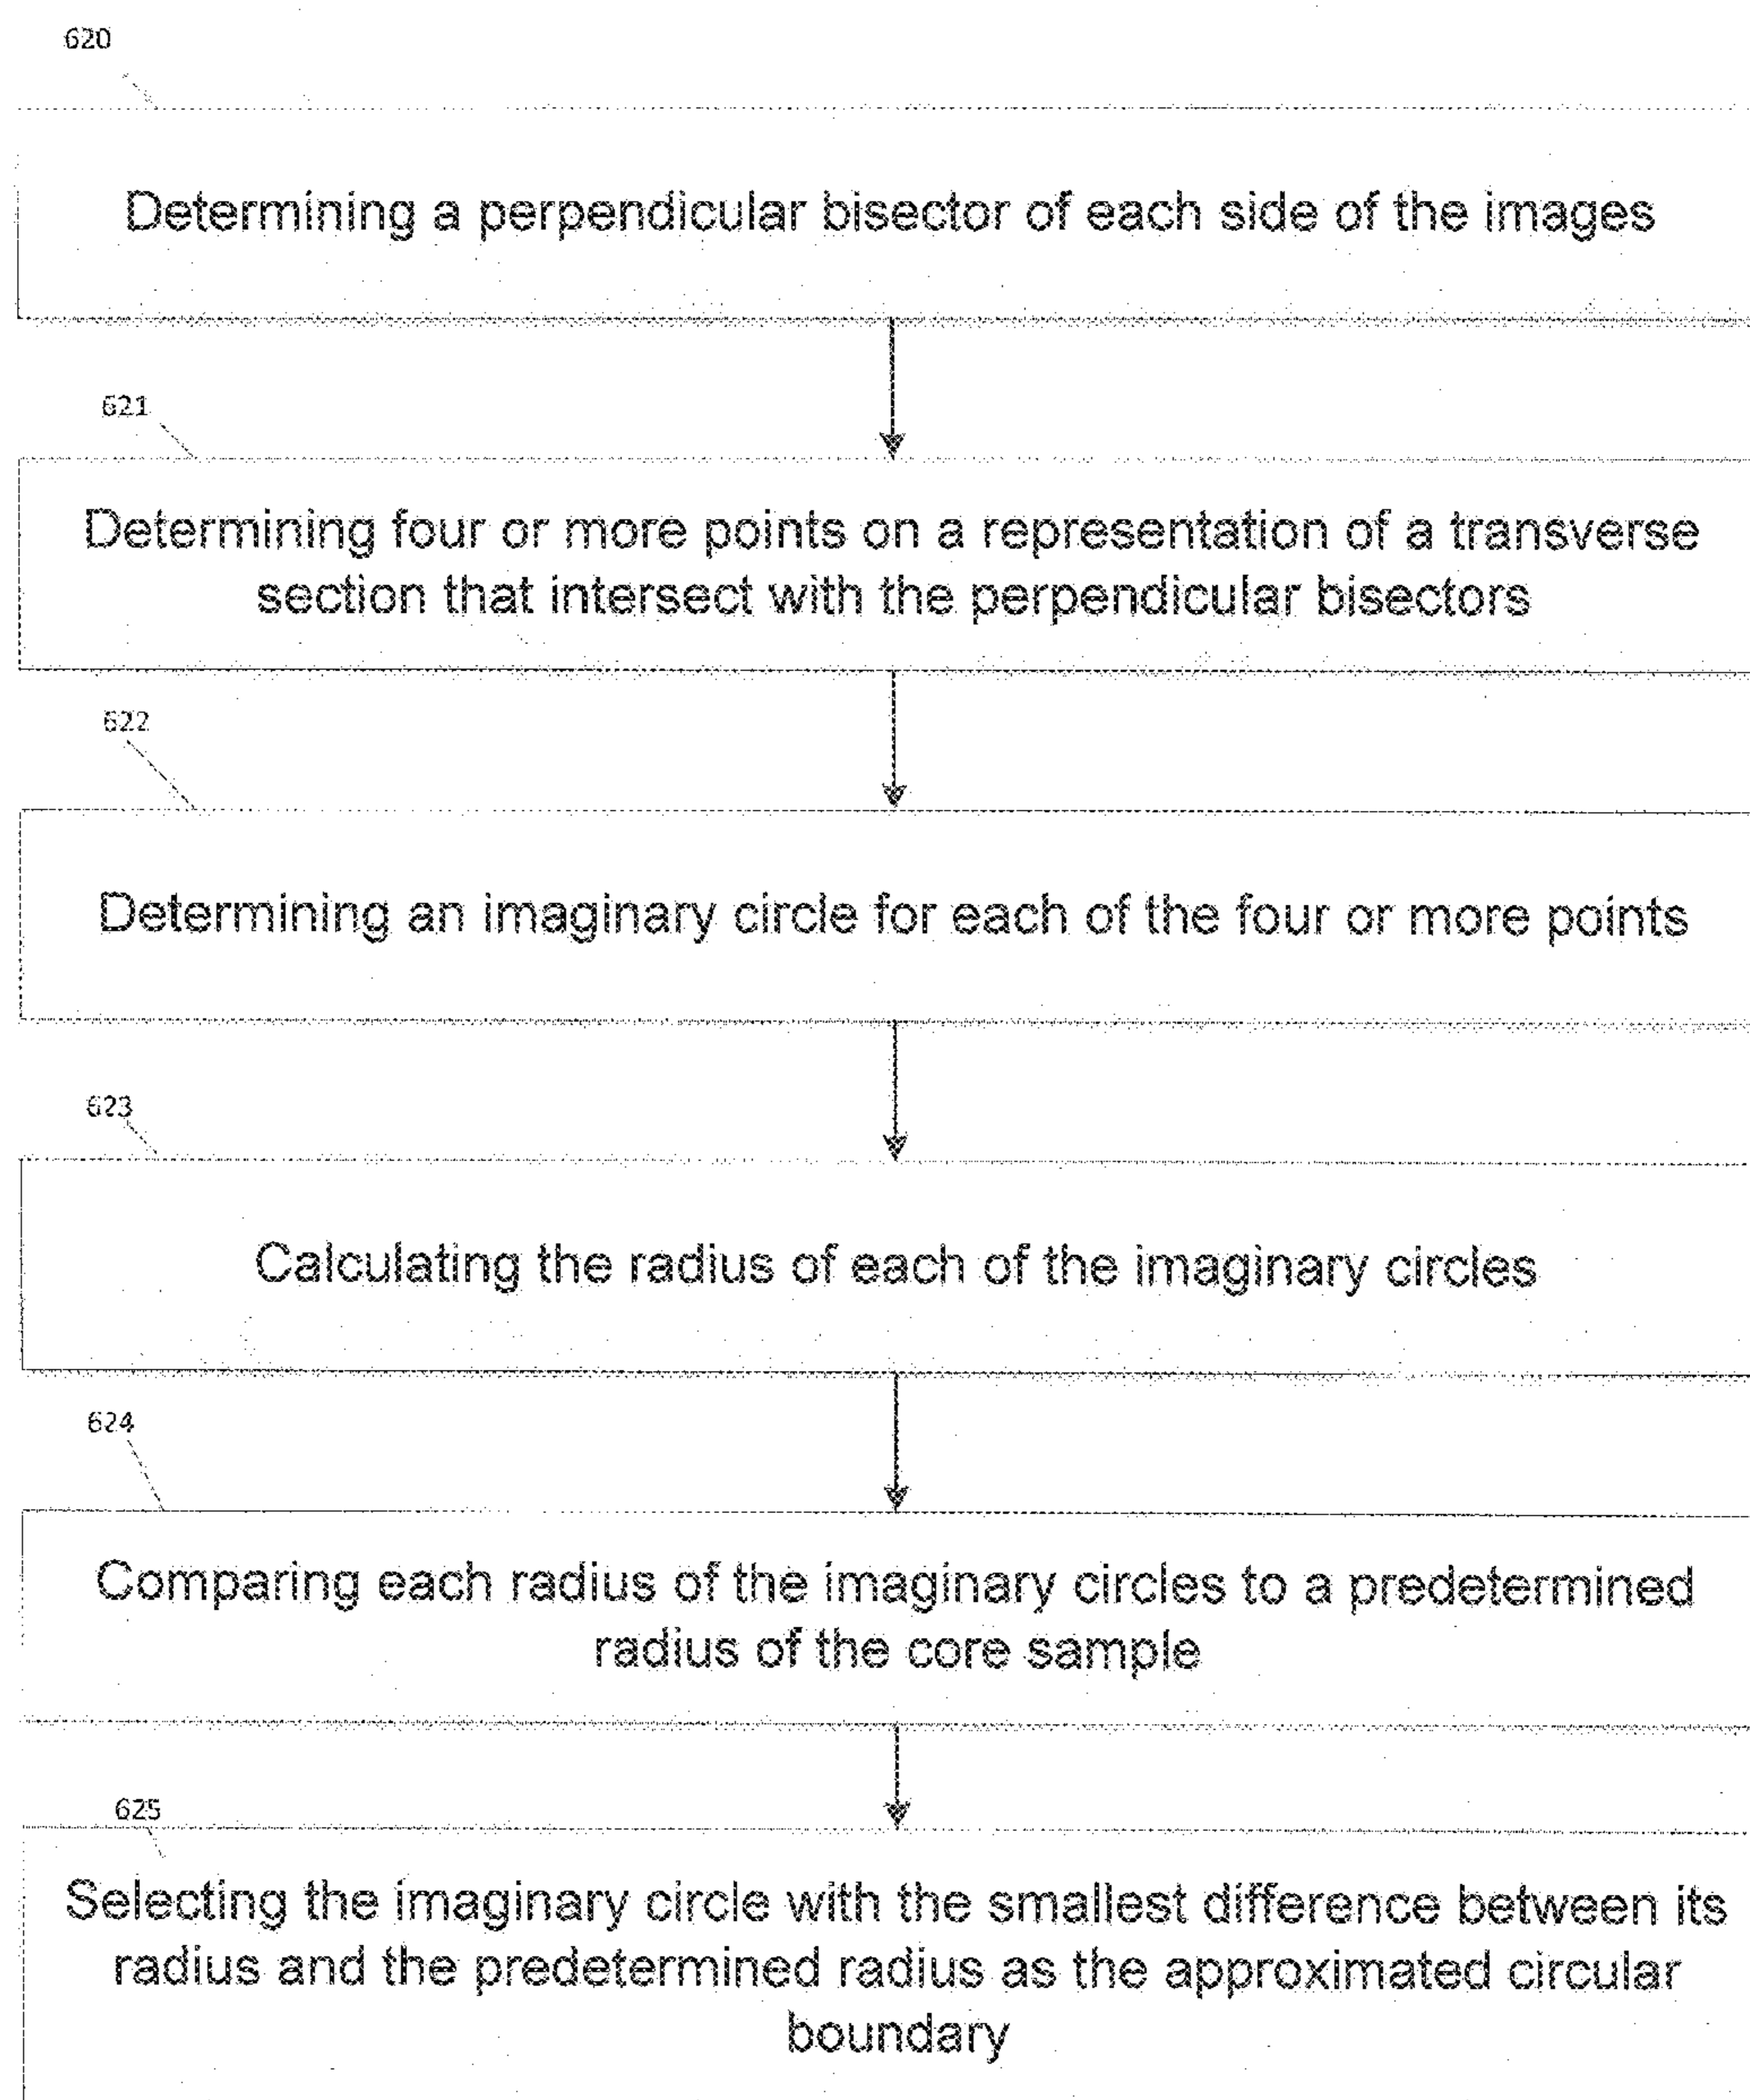 620
Determining a perpendicular bisector of each side of the images
621
Determining four or more points on a representation of a transverse
section that intersect with the perpendicular bisectors
622
Determining an imaginary circle for each of the four or more points
623
Calculating the radius of each of the imaginary circles
624
Comparing each radius of the imaginary circles to a predetermined
radius of the core sample
625
Selecting the imaginary circle with the smallest difference between its
radius and the predetermined radius as the approximated circular
boundary